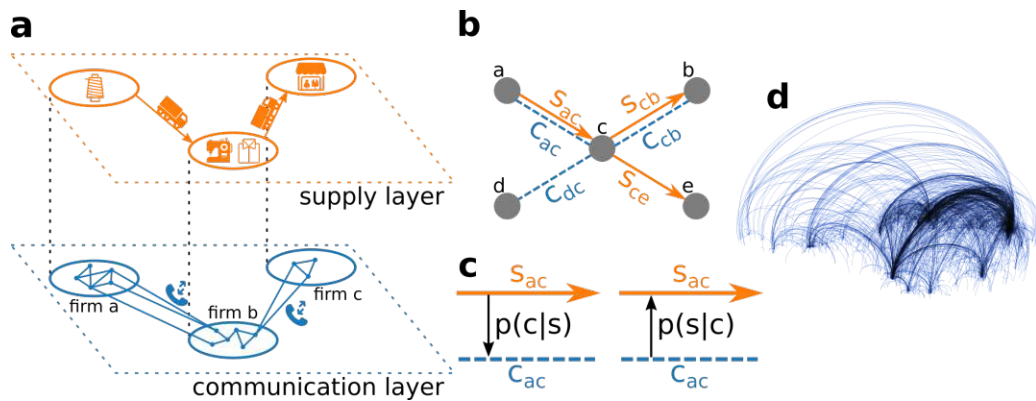 a
supply layer
firm a
firm b
firm c
communication layer
b
a
b
S_ac
S_cb
c
C_ac
C_cb
d
C_dc
S_ce
e
c
S_ac
p(c|s)
C_ac
S_ac
p(s|c)
C_ac
d